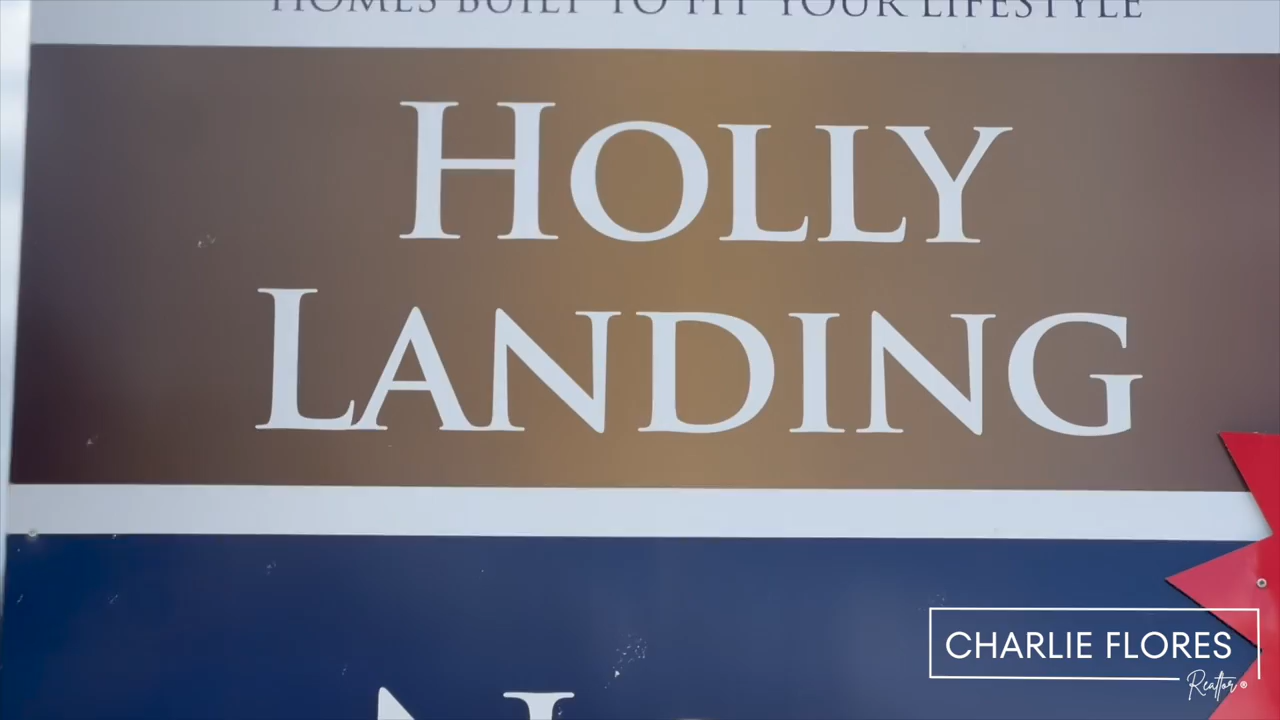 HOMES BUILT TO FIT YOUR LIFESTYLE
HOLLY
LANDING
CHARLIE FLORES
Realtor®